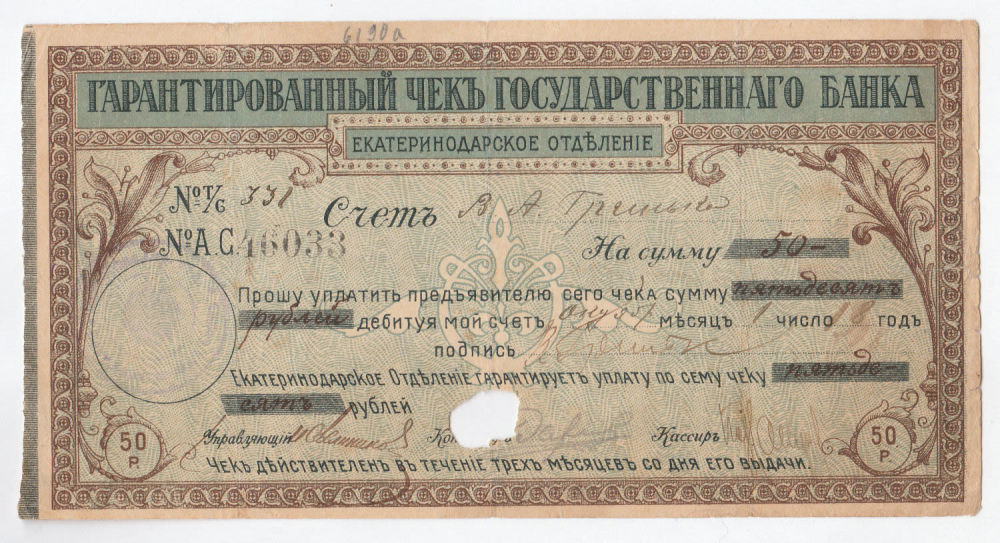 6190а
ГАРАНТИРОВАННЫЙ ЧЕКЪ ГОСУДАРСТВЕННАГО БАНКА
ЕКАТЕРИНОДАРСКОЕ ОТДѢЛЕНІЕ
№ Т/С 331 Счетъ В. А.
№ А.С. 46033
На сумму 50-
Прошу уплатить предъявителю сего чека сумму пятьдесятъ
рублей дебитуя мой счетъ мѣсяцъ 1 число 18 годъ
подпись
Екатеринодарское Отдѣленіе гарантируетъ уплату по сему чеку пятьде-
сятъ рублей
Управляющій Кассиръ
50 Р.
50 Р.
Чекъ дѣйствителенъ въ теченіе трехъ мѣсяцевъ со дня его выдачи.